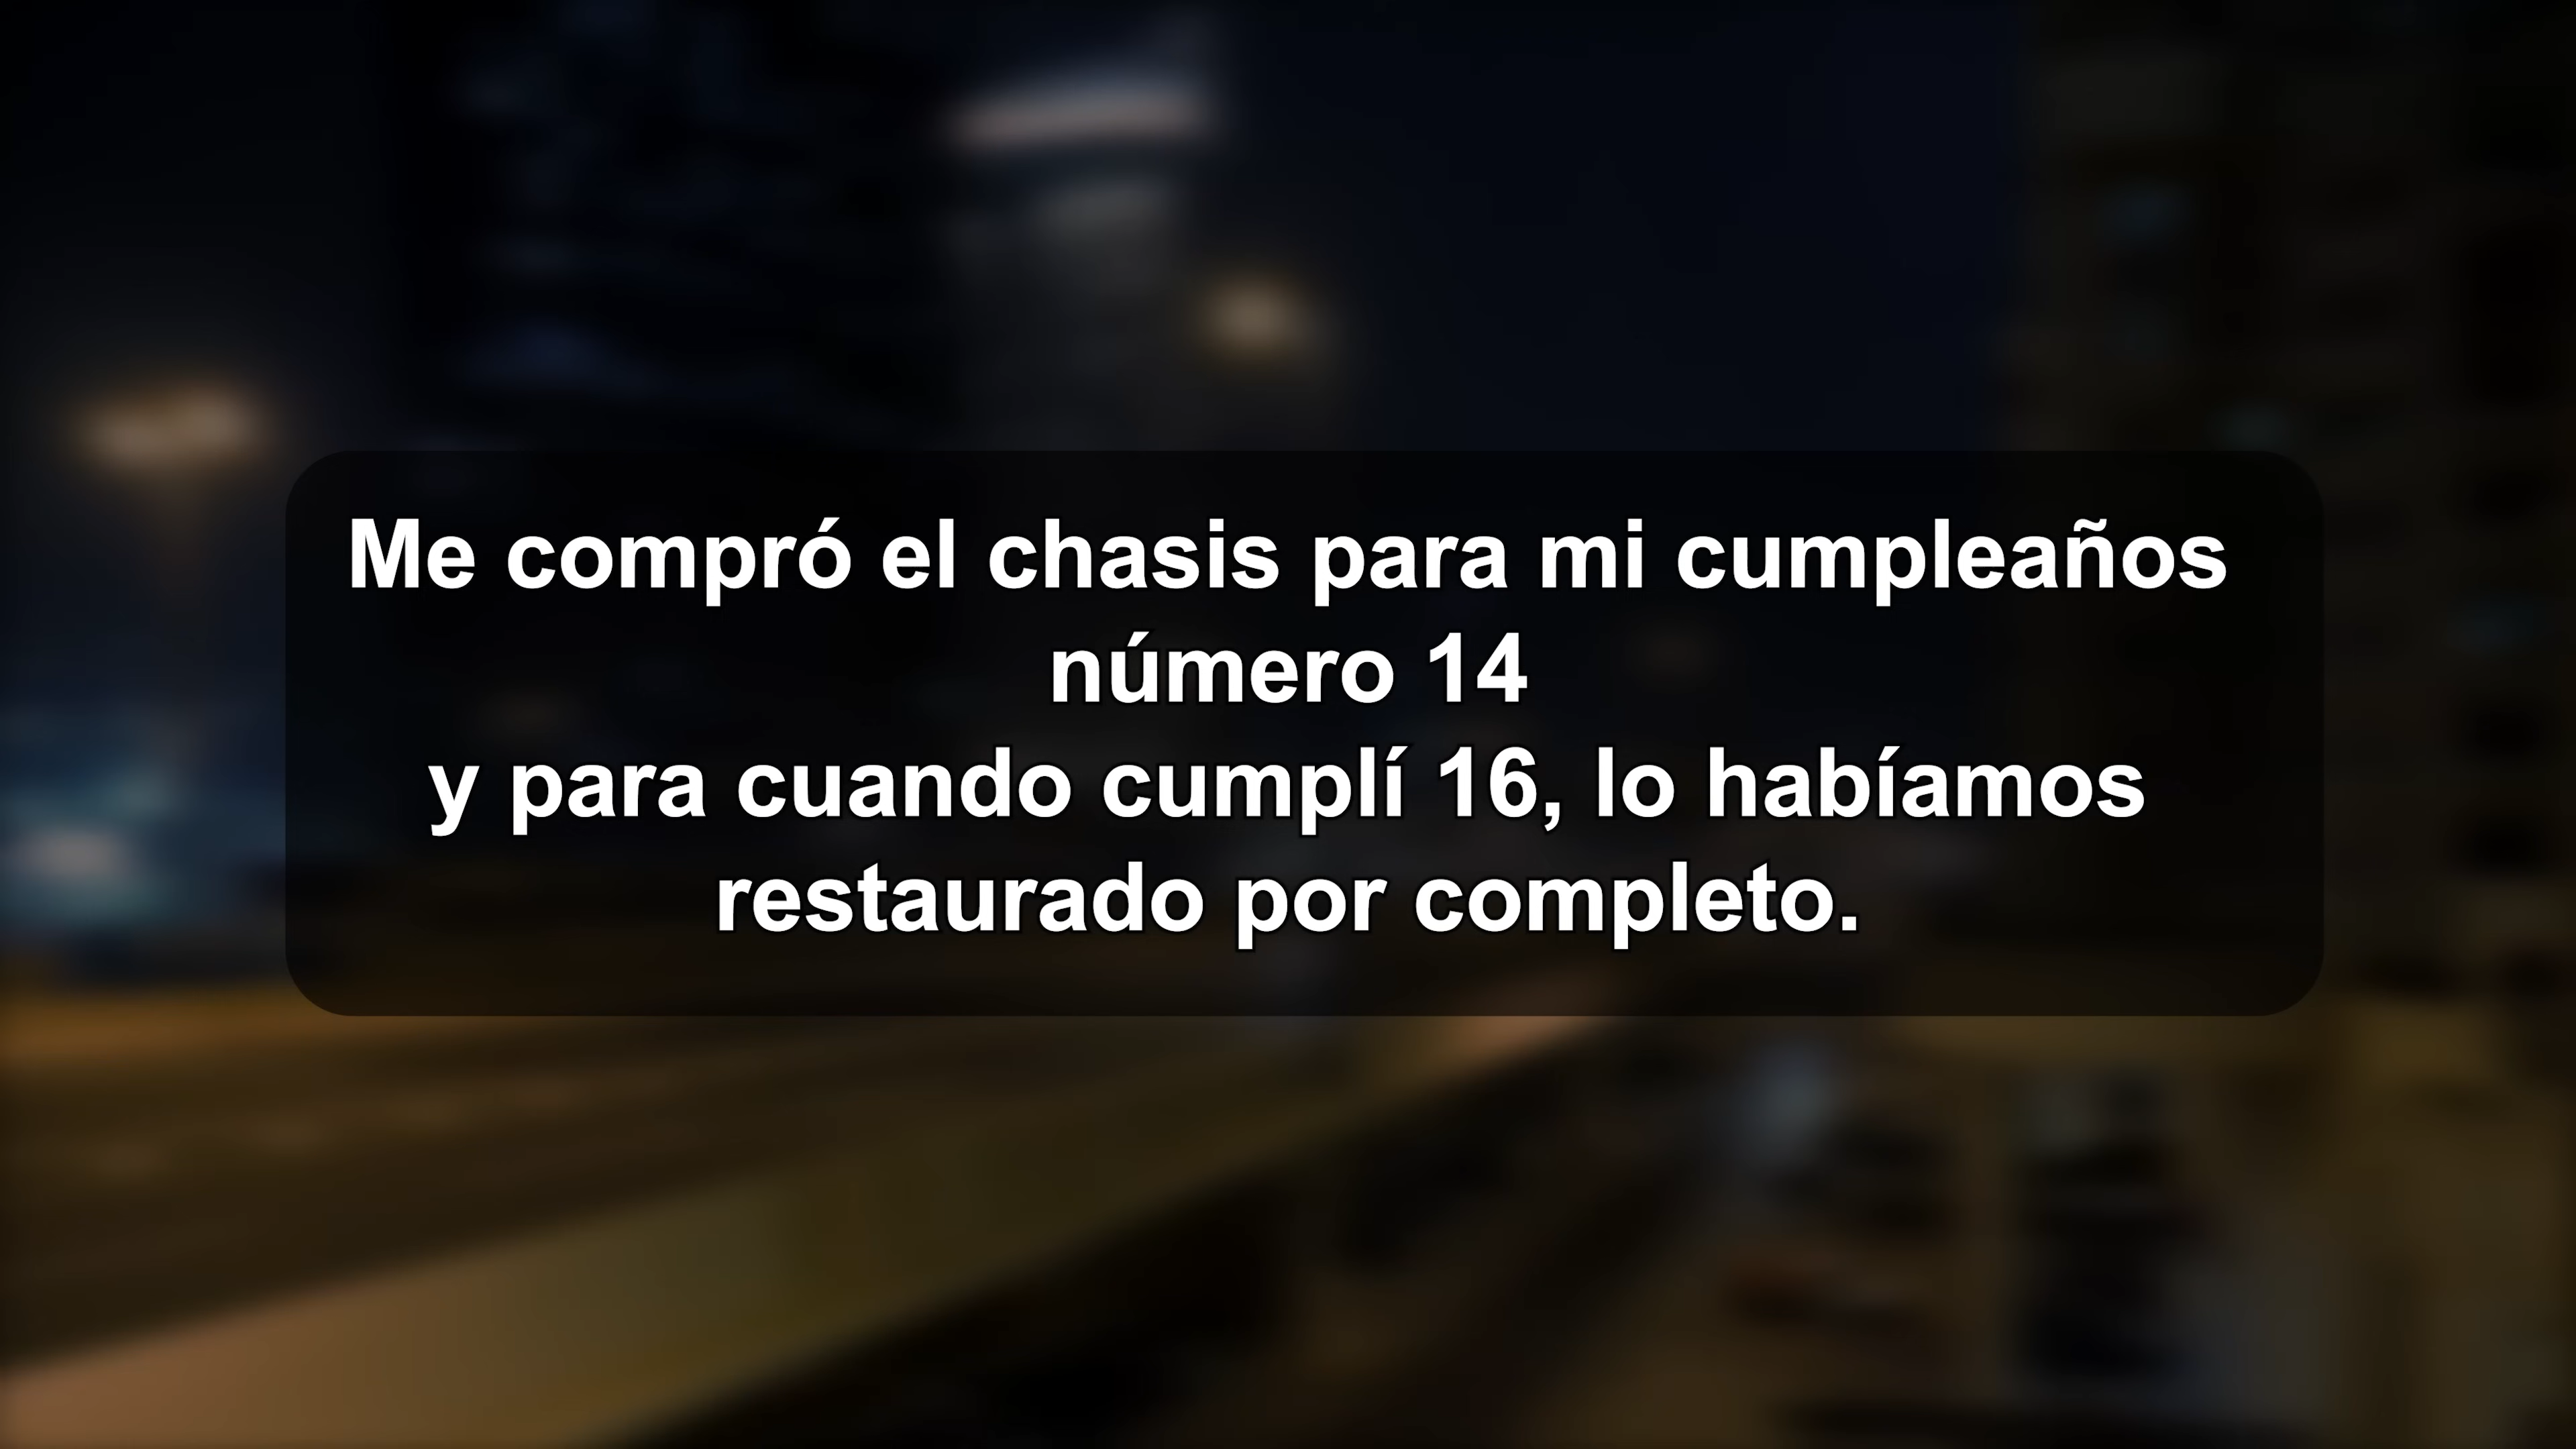 Me compró el chasis para mi cumpleaños
número 14
y para cuando cumplí 16, lo habíamos
restaurado por completo.